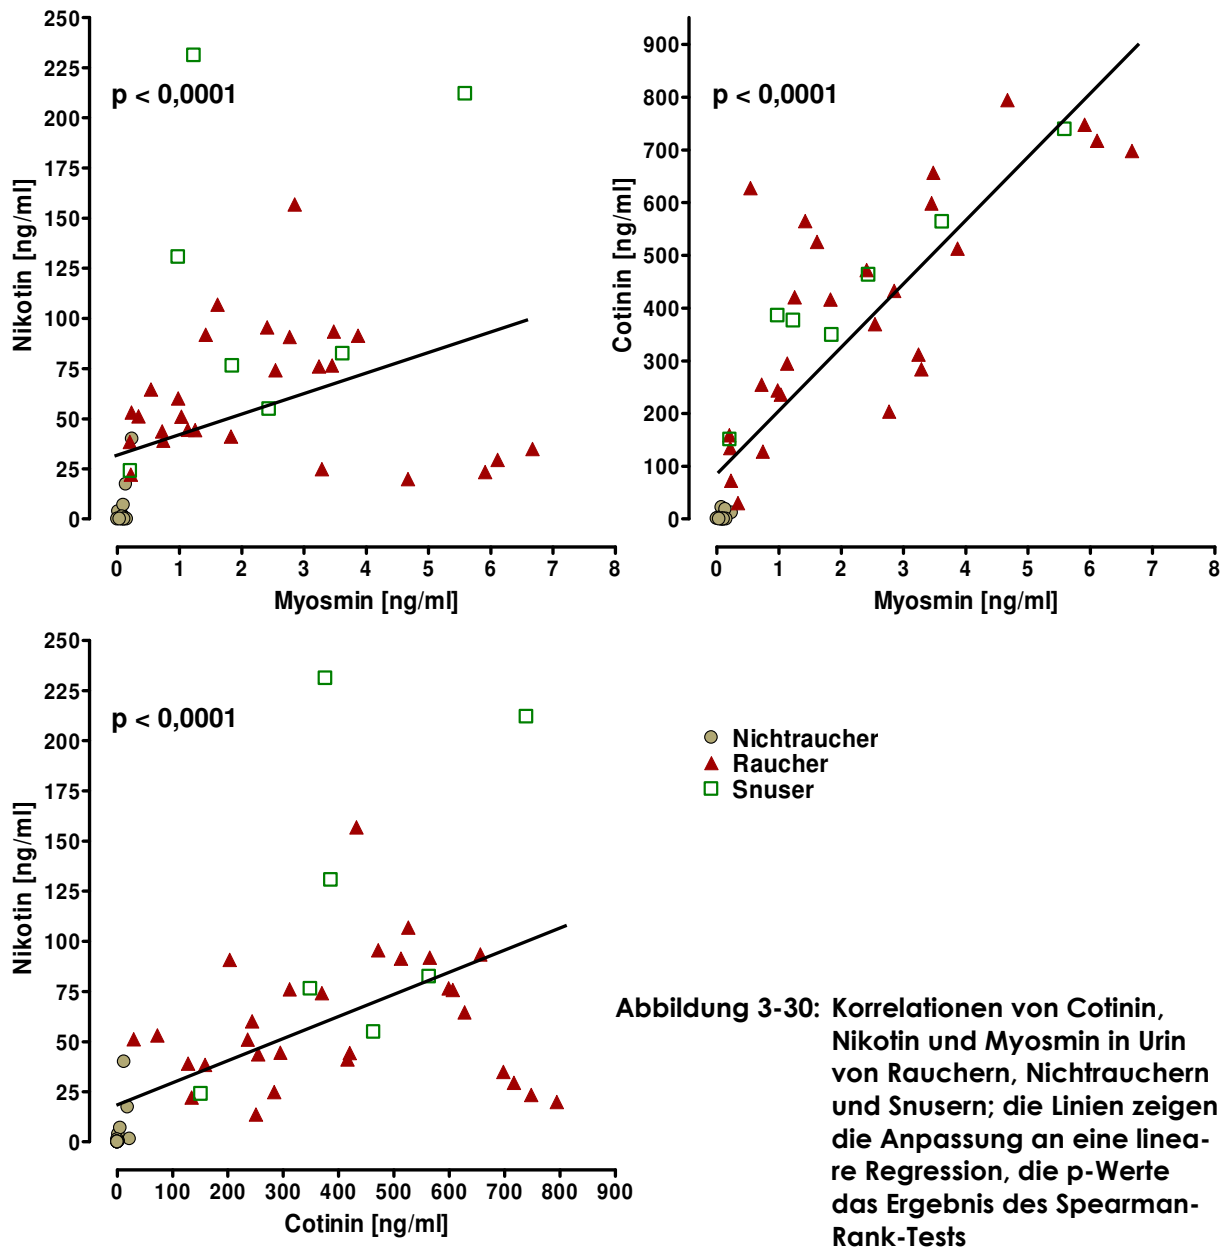 250
225
200
175
150
125
100
75
50
25
0
Nikotin [ng/ml]
p < 0,0001
0 1 2 3 4 5 6 7 8
Myosmin [ng/ml]
900
800
700
600
500
400
300
200
100
0
Cotinin [ng/ml]
p < 0,0001
0 1 2 3 4 5 6 7 8
Myosmin [ng/ml]
250
225
200
175
150
125
100
75
50
25
0
Nikotin [ng/ml]
p < 0,0001
0 100 200 300 400 500 600 700 800 900
Cotinin [ng/ml]
Nichtraucher
Raucher
Snuser
Abbildung 3-30: Korrelationen von Cotinin,
Nikotin und Myosmin in Urin
von Rauchern, Nichtrauchern
und Snusern; die Linien zeigen
die Anpassung an eine linea-
re Regression, die p-Werte
das Ergebnis des Spearman-
Rank-Tests